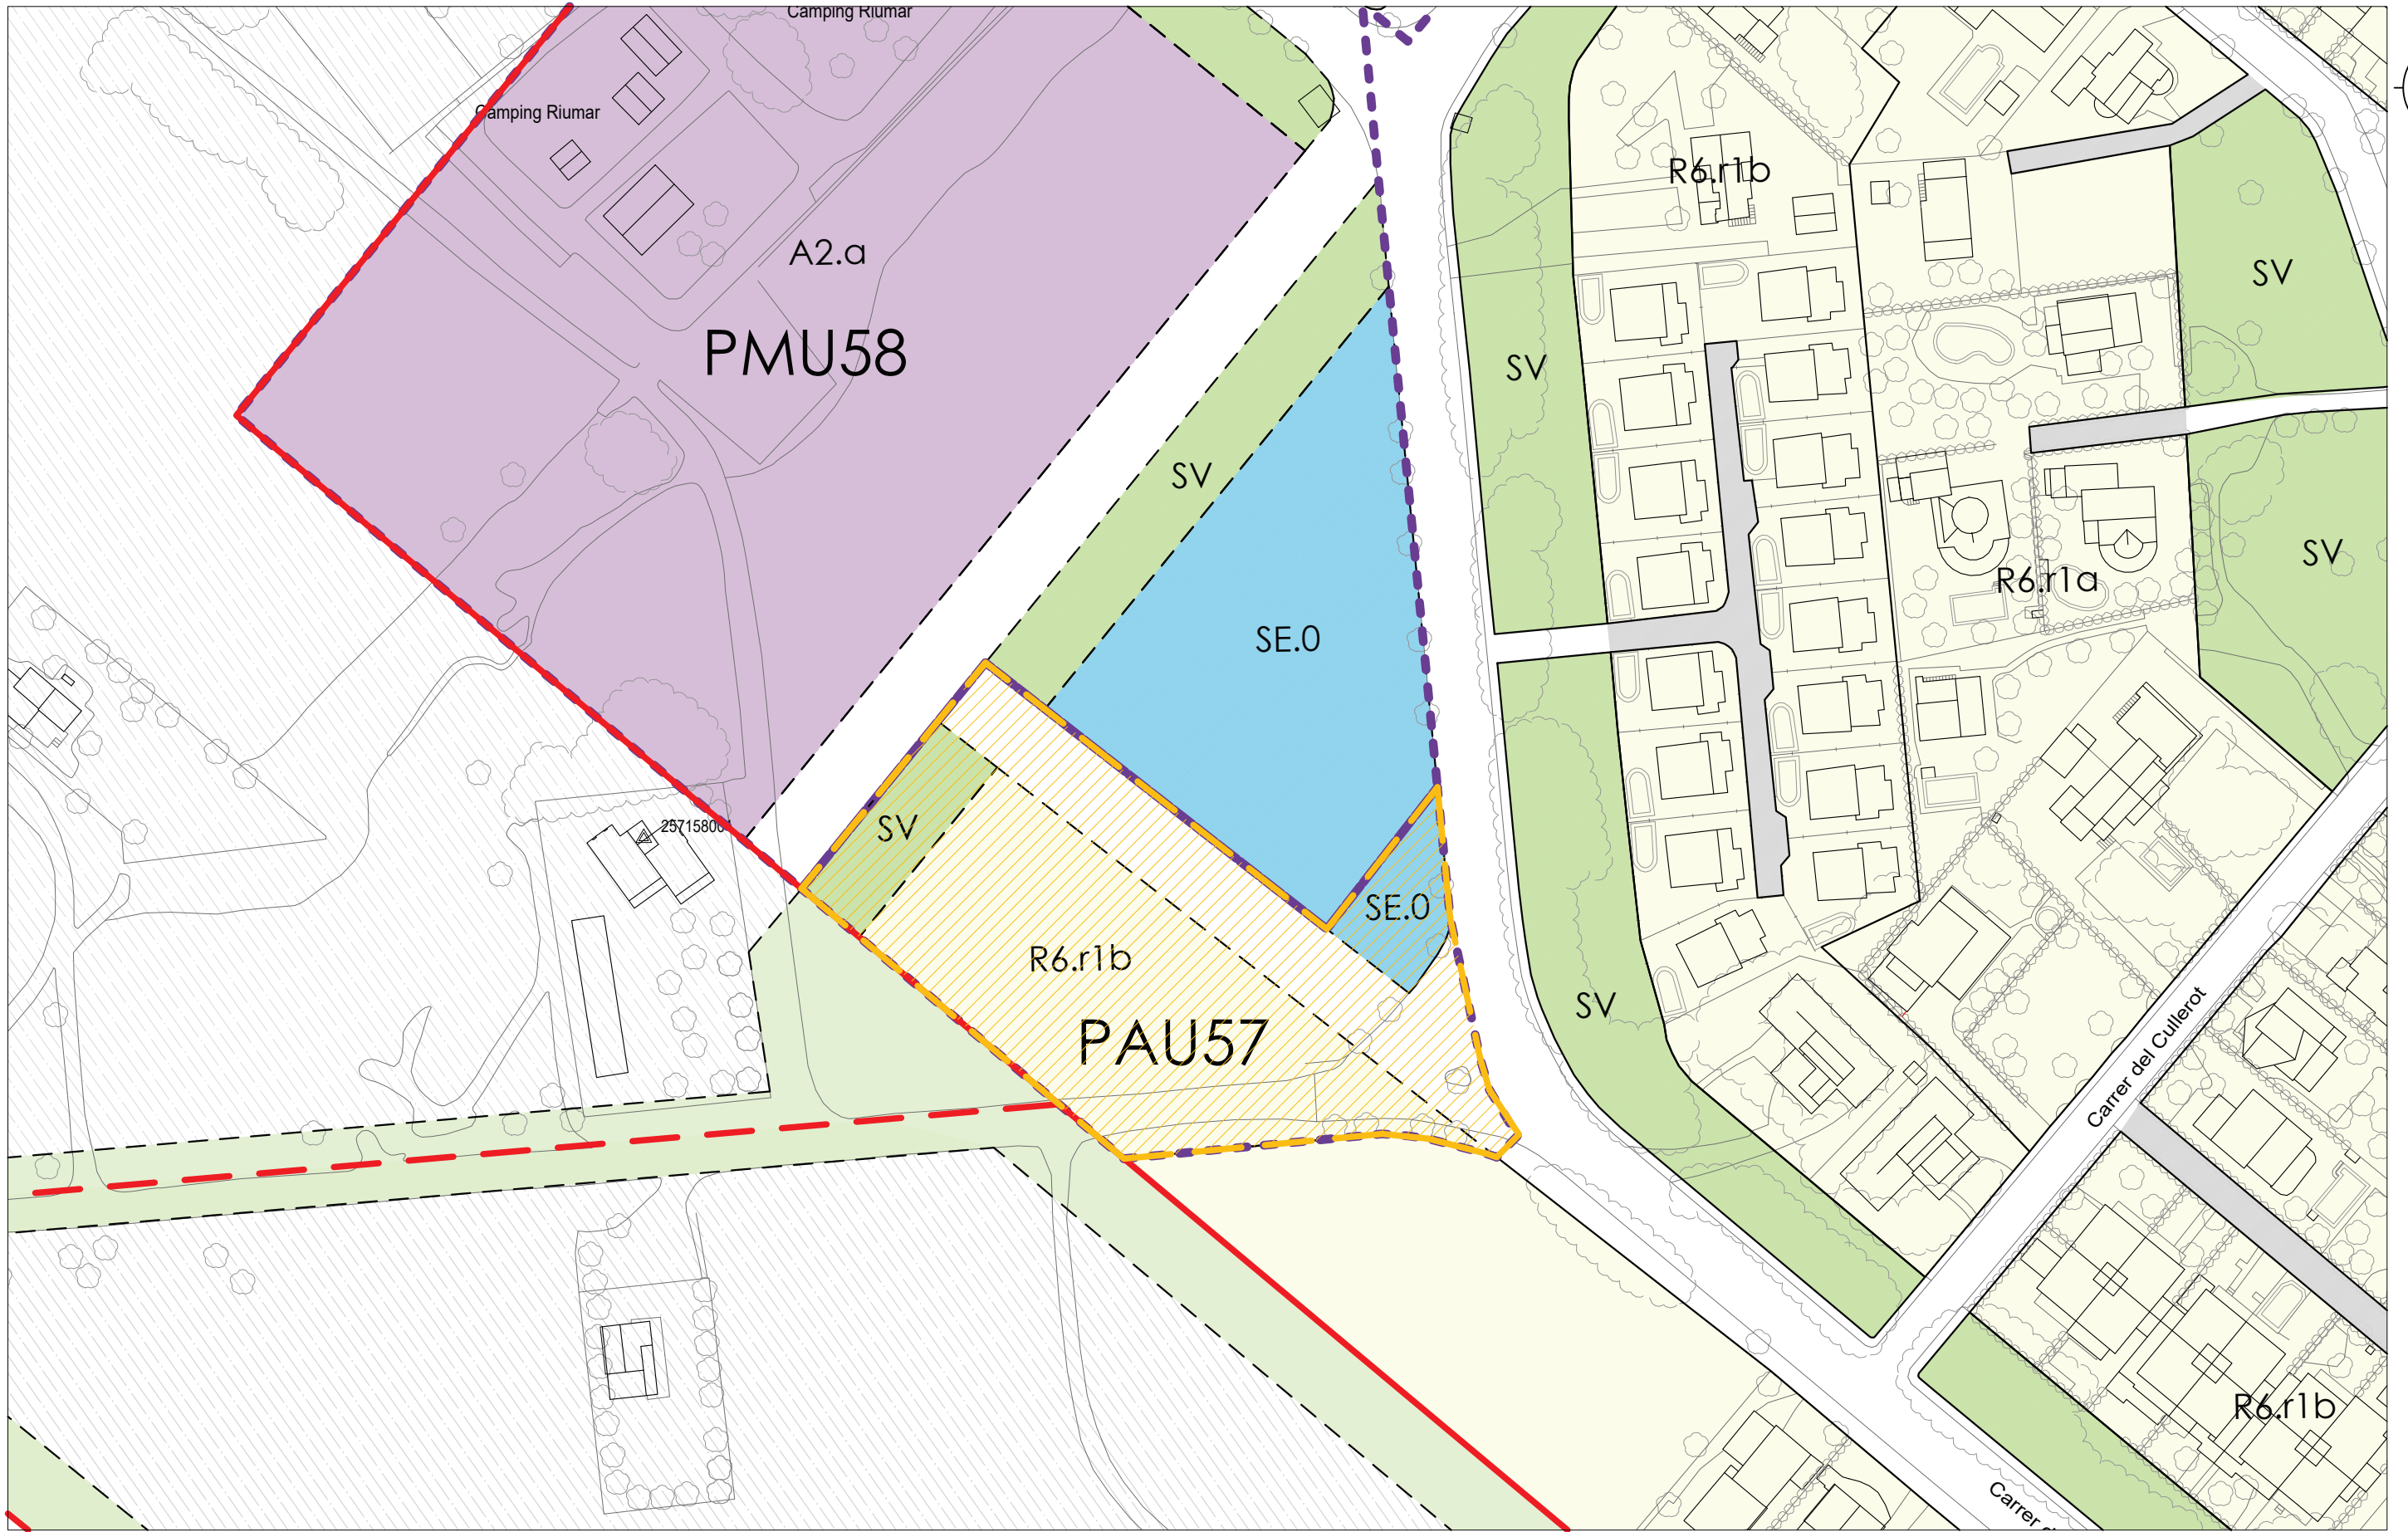 Camping Riumar
Camping Riumar
R6.r1b
A2.a
SV
PMU58
SV
SV
SV
R6.r1a
SE.0
SV
257158001
SE.0
R6.r1b
SV
PAU57
Carrer del Cullerot
R6.r1b
Carrer